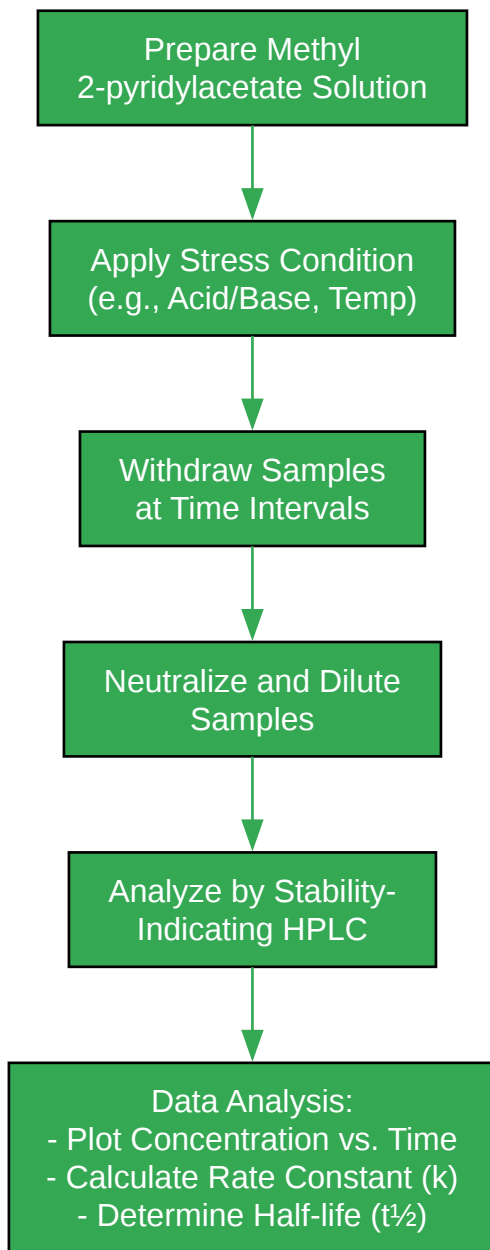 Prepare Methyl
2-pyridylacetate Solution
Apply Stress Condition
(e.g., Acid/Base, Temp)
Withdraw Samples
at Time Intervals
Neutralize and Dilute
Samples
Analyze by Stability-
Indicating HPLC
Data Analysis:
- Plot Concentration vs. Time
- Calculate Rate Constant (k)
- Determine Half-life (t½)